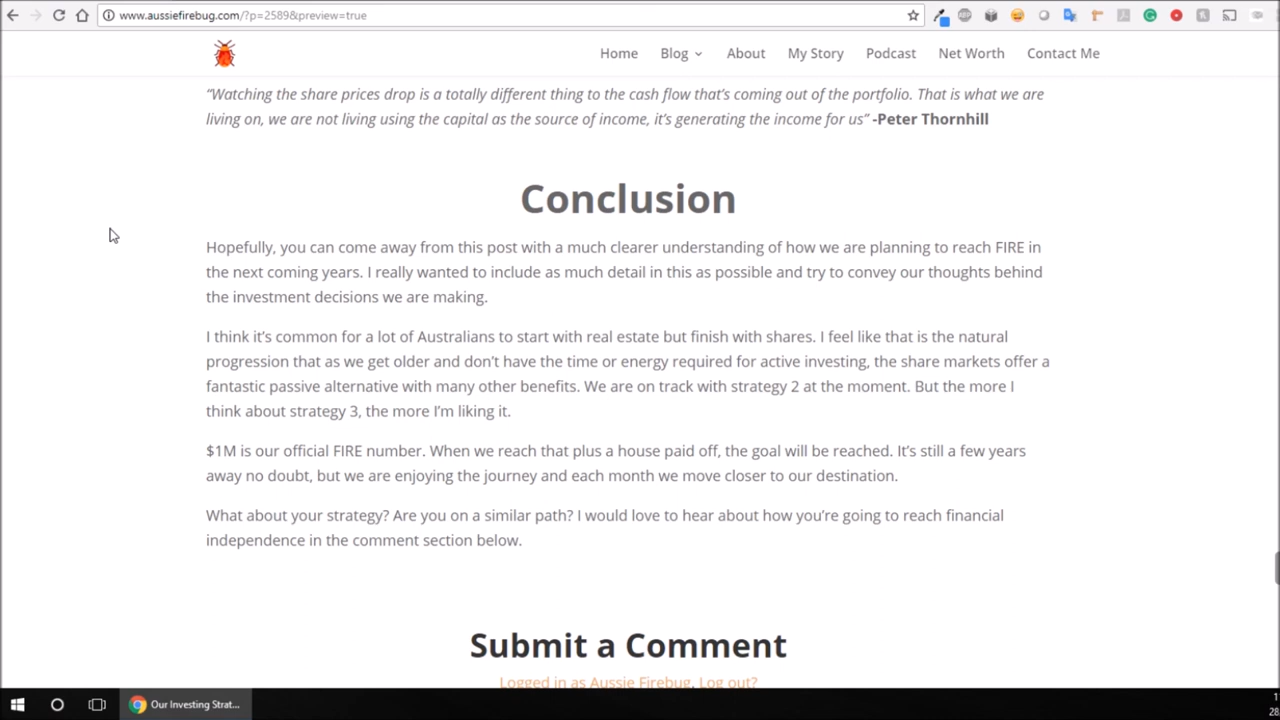 www.aussiefirebug.com/?p=2589&preview=true
Home Blog About My Story Podcast Net Worth Contact Me
“Watching the share prices drop is a totally different thing to the cash flow that’s coming out of the portfolio. That is what we are
living on, we are not living using the capital as the source of income, it’s generating the income for us” -Peter Thornhill
Conclusion
Hopefully, you can come away from this post with a much clearer understanding of how we are planning to reach FIRE in
the next coming years. I really wanted to include as much detail in this as possible and try to convey our thoughts behind
the investment decisions we are making.
I think it’s common for a lot of Australians to start with real estate but finish with shares. I feel like that is the natural
progression that as we get older and don’t have the time or energy required for active investing, the share markets offer a
fantastic passive alternative with many other benefits. We are on track with strategy 2 at the moment. But the more I
think about strategy 3, the more I’m liking it.
$1M is our official FIRE number. When we reach that plus a house paid off, the goal will be reached. It’s still a few years
away no doubt, but we are enjoying the journey and each month we move closer to our destination.
What about your strategy? Are you on a similar path? I would love to hear about how you’re going to reach financial
independence in the comment section below.
Submit a Comment
Logged in as Aussie Firebug. Log out?
Our Investing Strat...
1
28